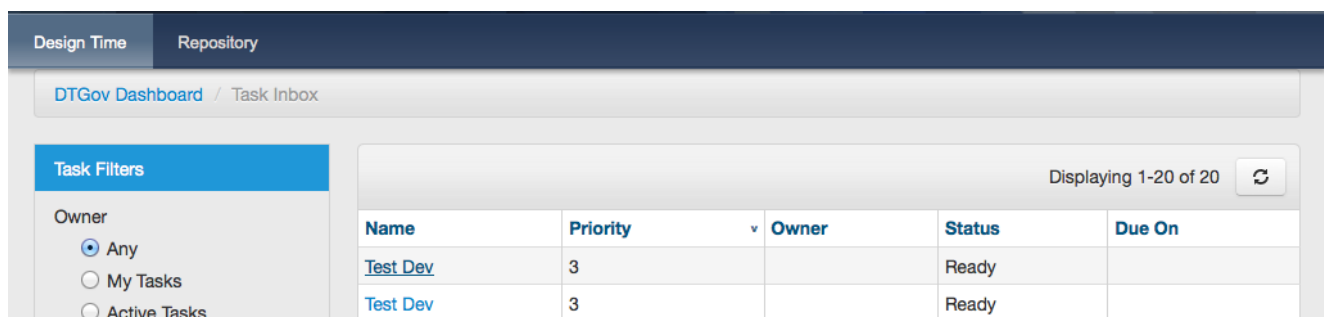 Design Time Repository
DTGov Dashboard / Task Inbox
Task Filters
Displaying 1-20 of 20
Owner
Any
My Tasks
Active Tasks
Name Priority v Owner Status Due On
Test Dev 3 Ready
Test Dev 3 Ready